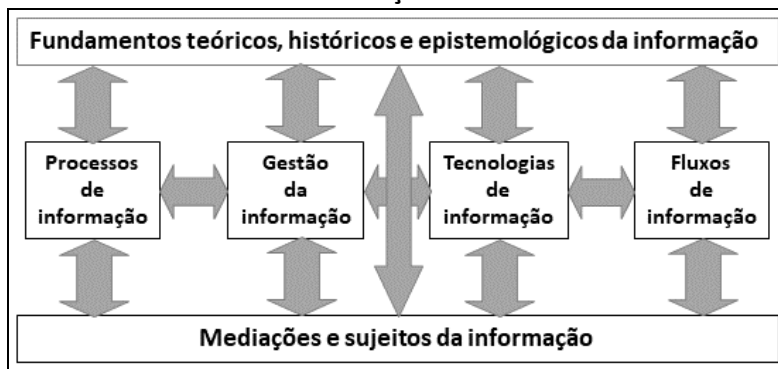 Fundamentos teóricos, históricos e epistemológicos da informação
Processos
de
informação
Gestão
da
informação
Tecnologias
de
informação
Fluxos
de
informação
Mediações e sujeitos da informação